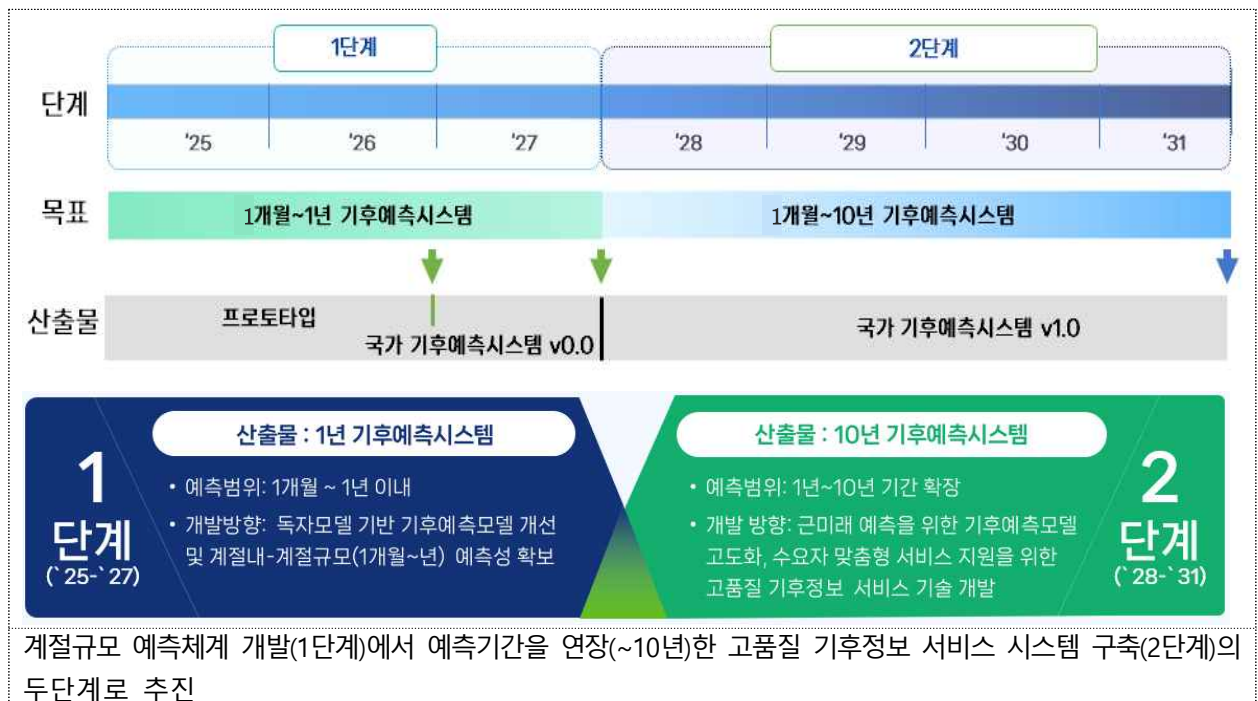 1단계
2단계
단계
'25
'26
'27
'28
'29
'30
'31
목표
1개월~1년 기후예측시스템
1개월~10년 기후예측시스템
산출물
프로토타입
국가 기후예측시스템 v0.0
국가 기후예측시스템 v1.0
1
단계
(`25-`27)
산출물 : 1년 기후예측시스템
• 예측범위: 1개월 ~ 1년 이내
• 개발방향: 독자모델 기반 기후예측모델 개선
및 계절내-계절규모(1개월~년) 예측성 확보
산출물 : 10년 기후예측시스템
• 예측범위: 1년~10년 기간 확장
• 개발 방향: 근미래 예측을 위한 기후예측모델
고도화, 수요자 맞춤형 서비스 지원을 위한
고품질 기후정보 서비스 기술 개발
2
단계
(`28-`31)
계절규모 예측체계 개발(1단계)에서 예측기간을 연장(~10년)한 고품질 기후정보 서비스 시스템 구축(2단계)의
두단계로 추진